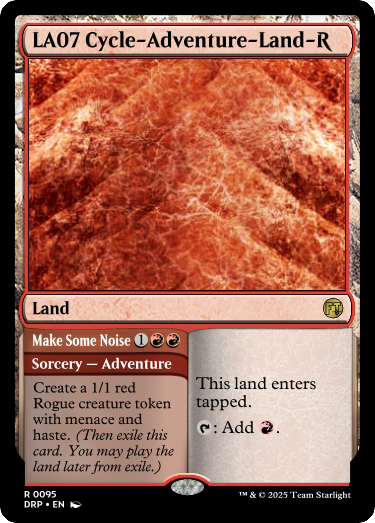 LA07 Cycle-Adventure-Land-R
Land
FT
Make Some Noise 1
Sorcery — Adventure
Create a 1/1 red
Rogue creature token
with menace and
haste. (Then exile this
card. You may play the
land later from exile.)
This land enters
tapped.
: Add .
R 0095
DRP • EN
™ & © 2025 Team Starlight